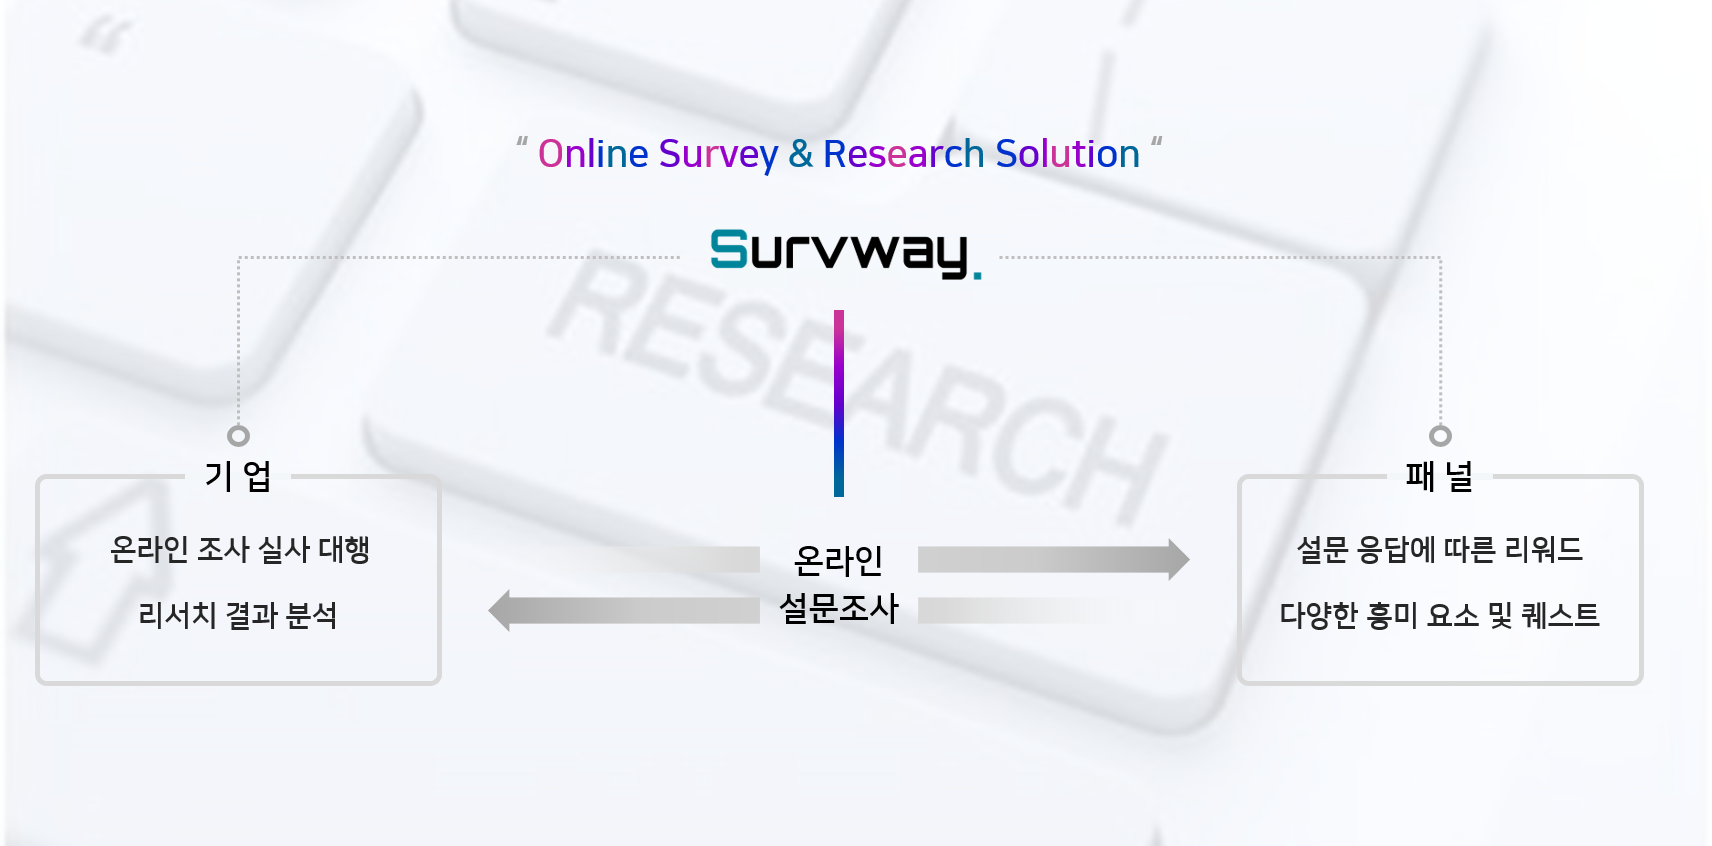 “ Online Survey & Research Solution “
Survway.
RESEARCH
기 업
온라인 조사 실사 대행
리서치 결과 분석
온라인
설문조사
패 널
설문 응답에 따른 리워드
다양한 흥미 요소 및 퀘스트